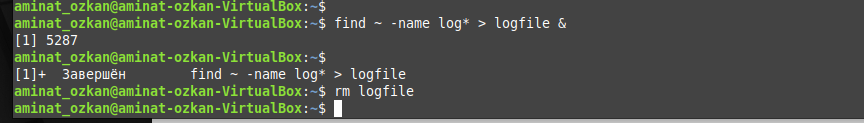 aminat_ozkan@aminat-ozkan-VirtualBox:~$
aminat_ozkan@aminat-ozkan-VirtualBox:~$ find ~ -name log* > logfile &
[1] 5287
aminat_ozkan@aminat-ozkan-VirtualBox:~$
[1]+  Завершён        find ~ -name log* > logfile
aminat_ozkan@aminat-ozkan-VirtualBox:~$ rm logfile
aminat_ozkan@aminat-ozkan-VirtualBox:~$